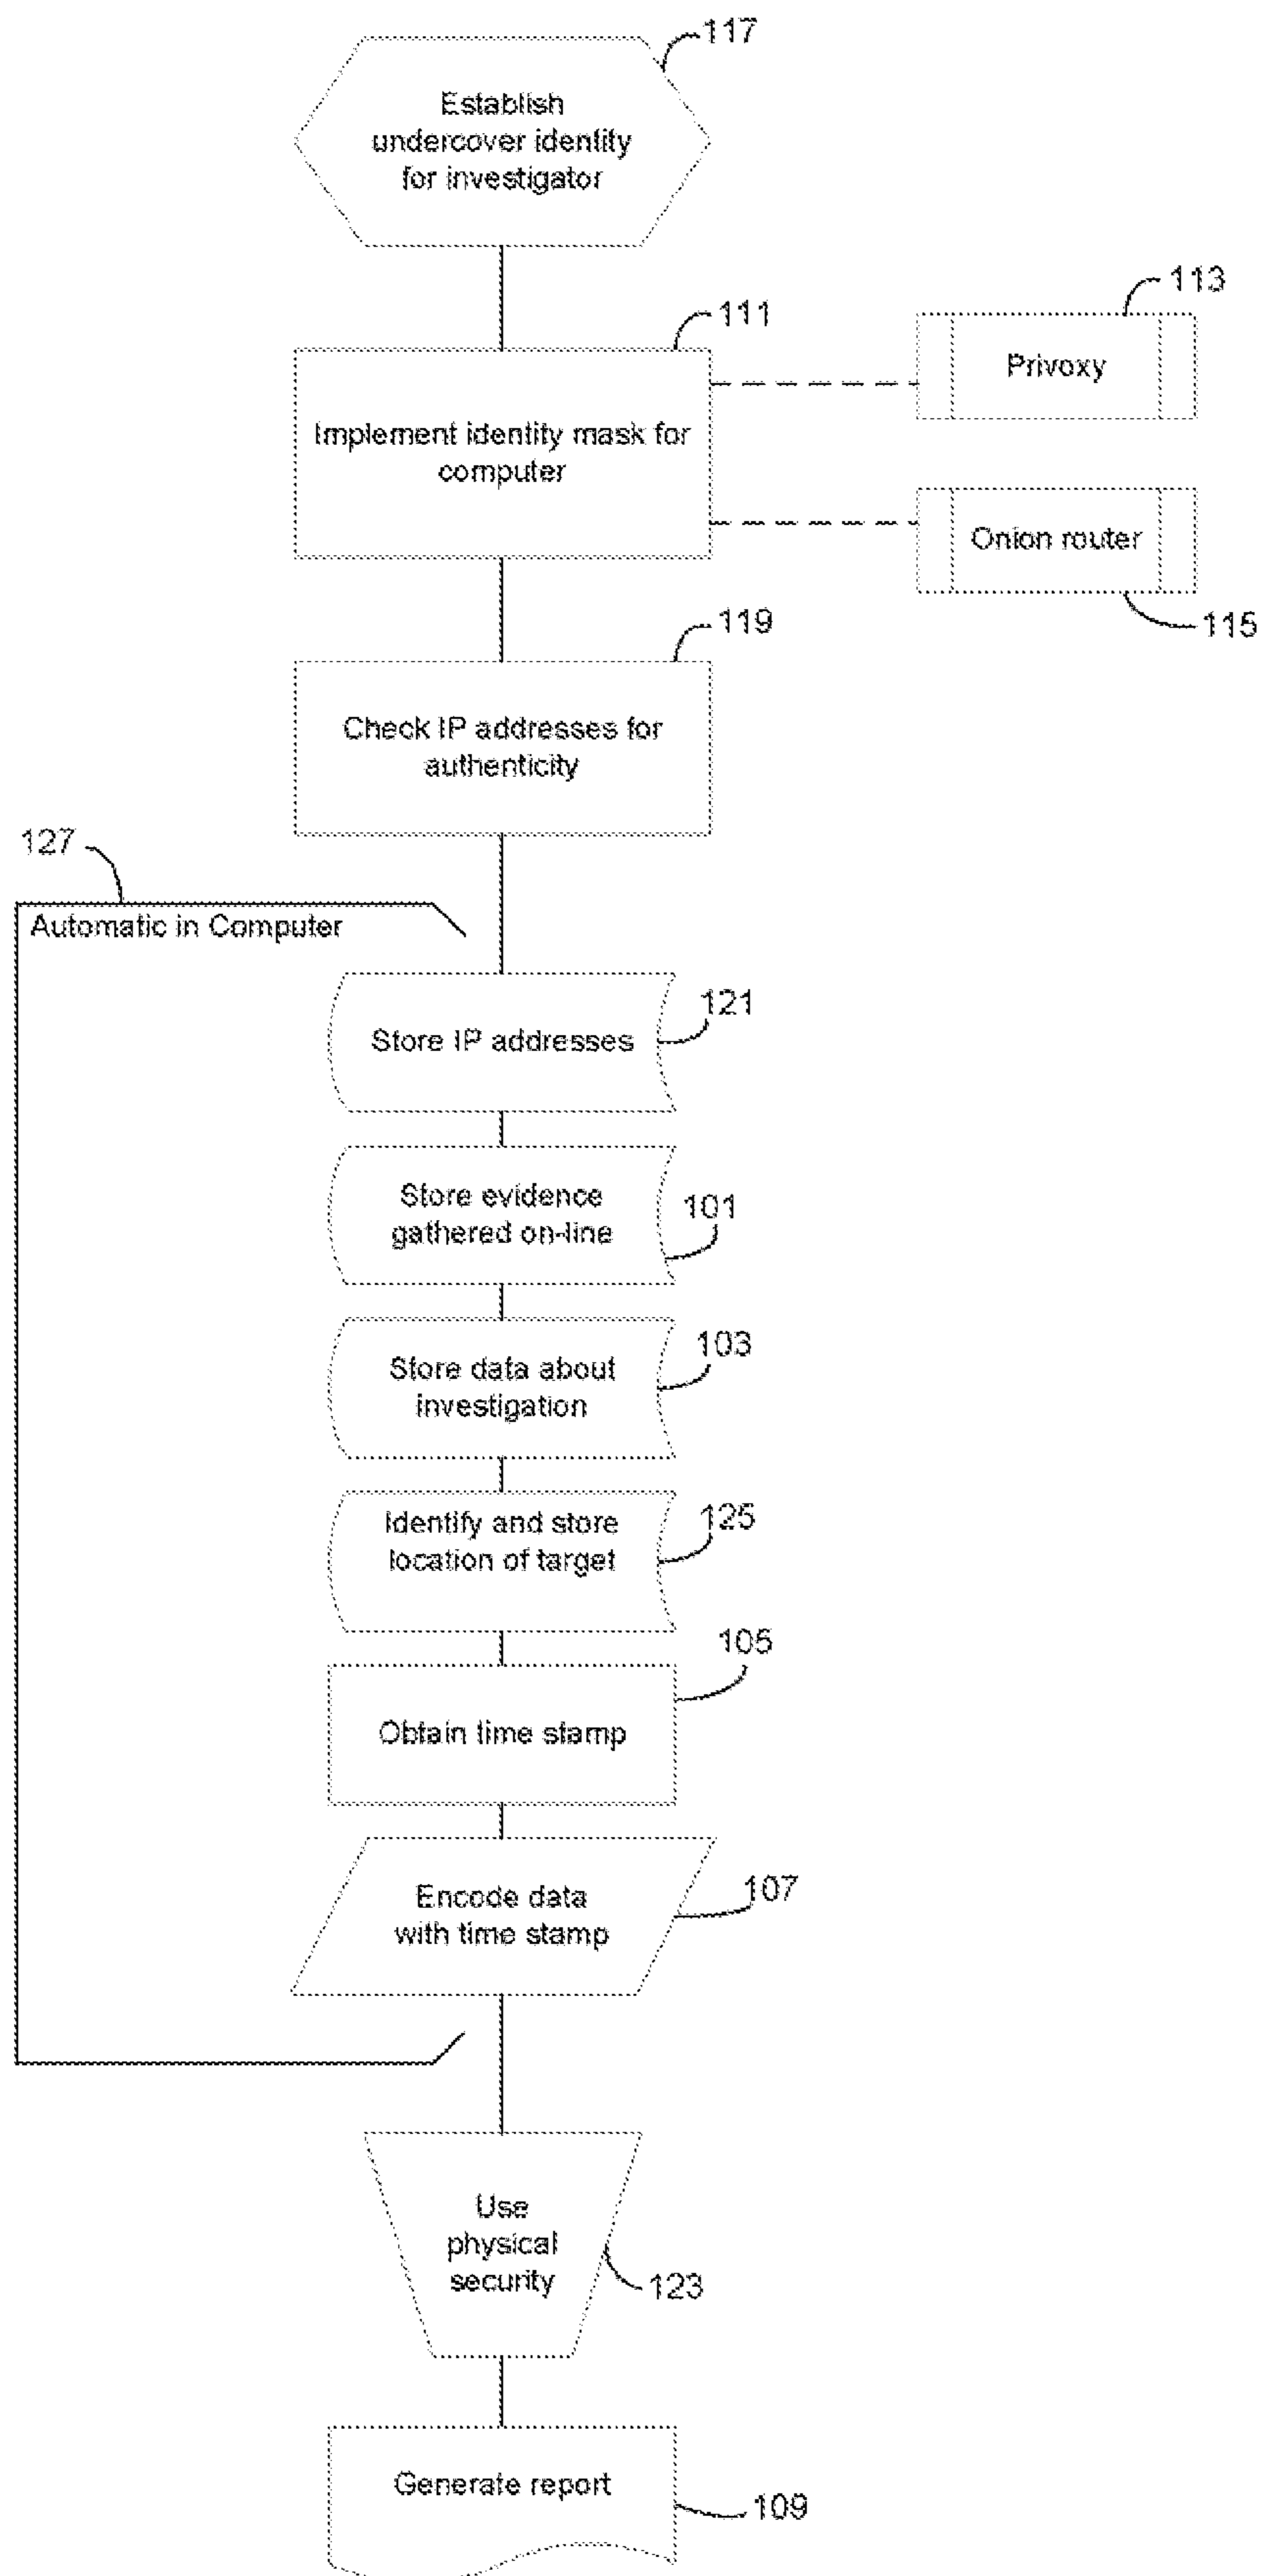 117
Establish
undercover identity
for investigator
111
113
Privoxy
Implement identity mask for
computer
Onion router
115
119
Check IP addresses for
authenticity
127
Automatic in Computer
121
Store IP addresses
Store evidence
gathered on-line
101
103
Store data about
investigation
125
Identify and store
location of target
105
Obtain time stamp
107
Encode data
with time stamp
Use
physical
security
123
Generate report
109